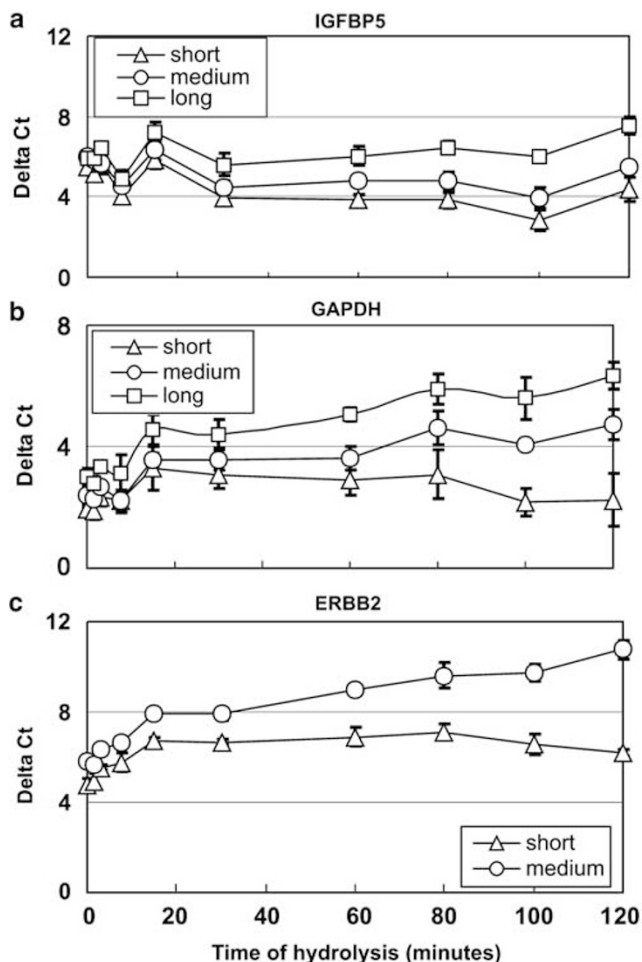 a
IGFBP5
12
8
4
0
Delta Ct
short
medium
long
b
GAPDH
8
4
0
Delta Ct
short
medium
long
c
ERBB2
12
8
4
0
Delta Ct
short
medium
0 20 40 60 80 100 120
Time of hydrolysis (minutes)